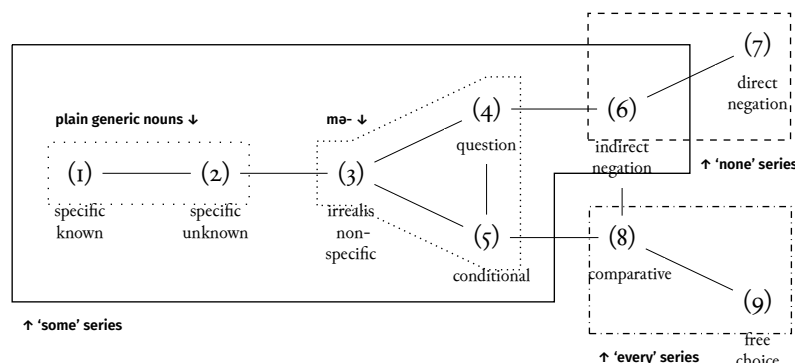 (7)
direct
negation
(4)
question
(6)
indirect
negation
↑ ‘none’ series
plain generic nouns ↓
mə- ↓
(1)
specific
known
(2)
specific
unknown
(3)
irrealis
non-
specific
(5)
conditional
(8)
comparative
(9)
free
choice
↑ ‘some’ series
↑ ‘every’ series